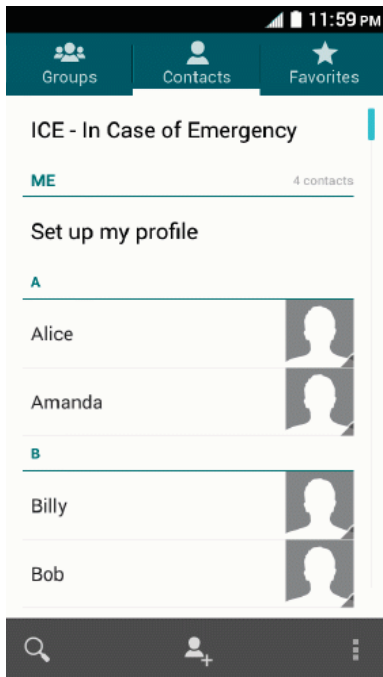 11:59 PM
Groups Contacts Favorites
ICE - In Case of Emergency
ME 4 contacts
Set up my profile
A
Alice
Amanda
B
Billy
Bob